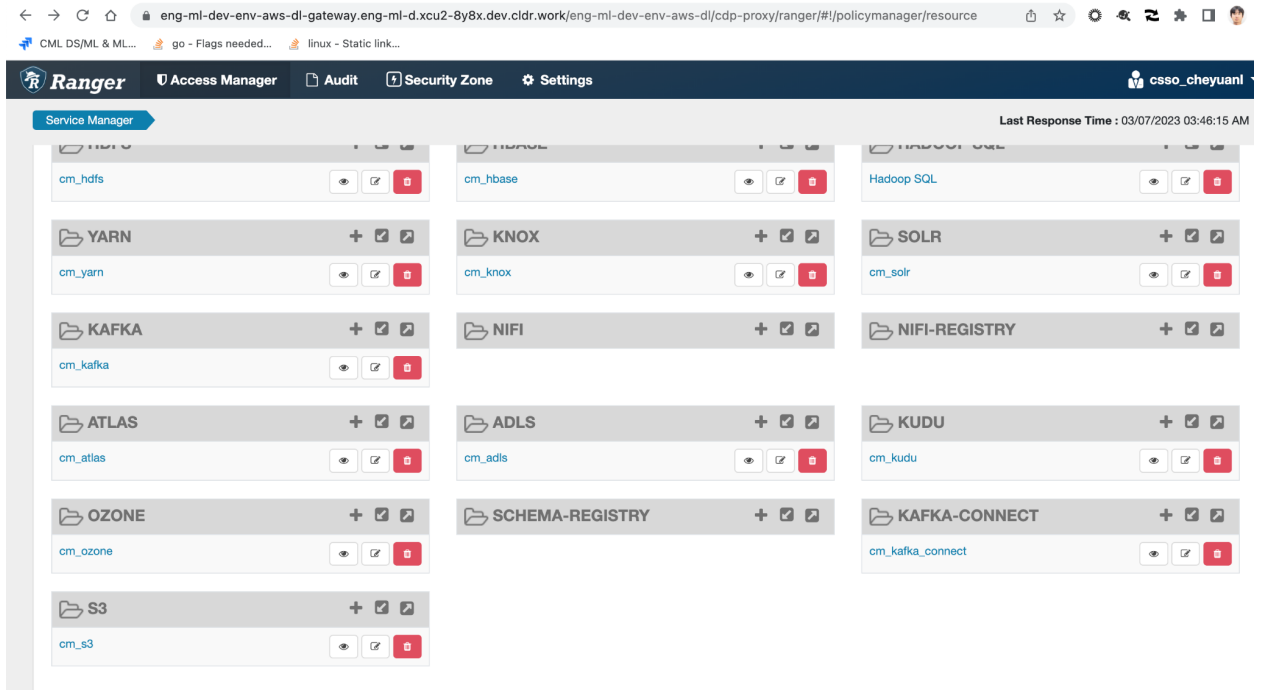 eng-ml-dev-env-aws-dl-gateway.eng-ml-d.xcu2-8y8x.dev.cldr.work/eng-ml-dev-env-aws-dl/cdp-proxy/ranger/#!/policymanager/resource
CML DS/ML & ML... go - Flags needed... linux - Static link...
Ranger Access Manager Audit Security Zone Settings csso_cheyuanl
Service Manager Last Response Time : 03/07/2023 03:46:15 AM
HDFS HBASE HADOOP SQL
cm_hdfs cm_hbase Hadoop SQL
YARN KNOX SOLR
cm_yarn cm_knox cm_solr
KAFKA NIFI NIFI-REGISTRY
cm_kafka
ATLAS ADLS KUDU
cm_atlas cm_adls cm_kudu
OZONE SCHEMA-REGISTRY KAFKA-CONNECT
cm_ozone cm_kafka_connect
S3
cm_s3